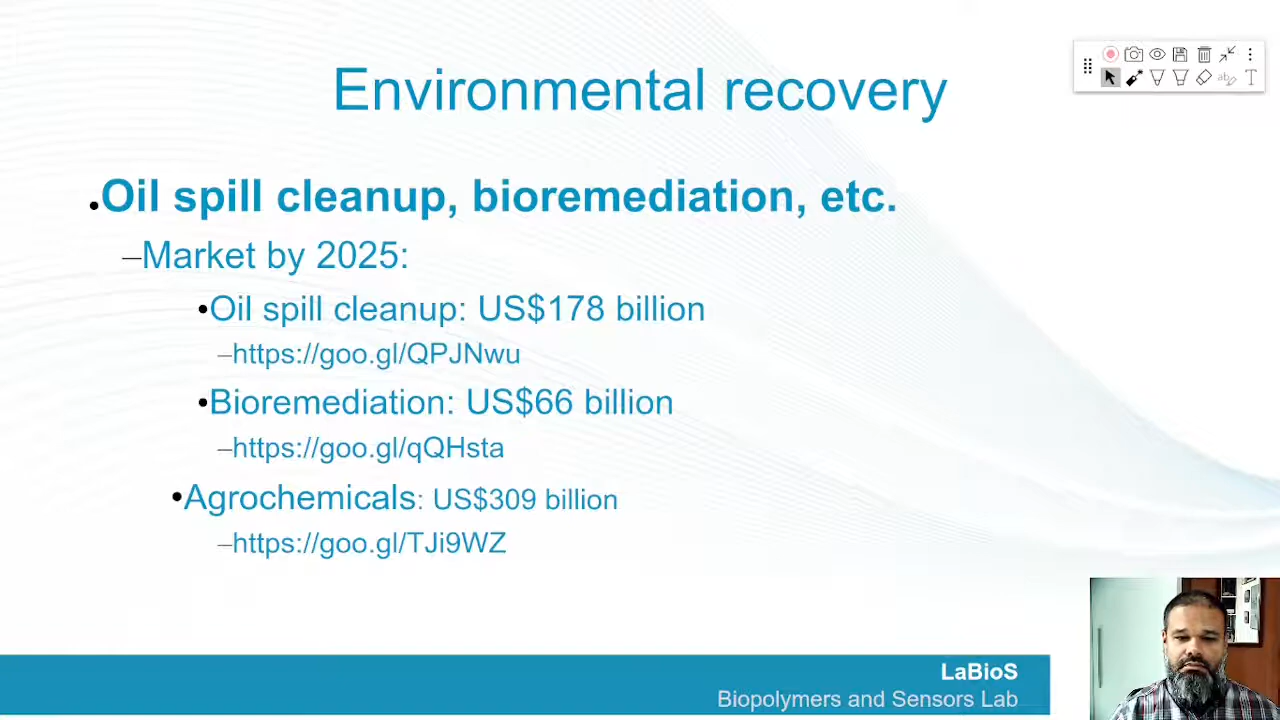 Environmental recovery
•Oil spill cleanup, bioremediation, etc.
–Market by 2025:
•Oil spill cleanup: US$178 billion
–https://goo.gl/QPJNwu
•Bioremediation: US$66 billion
–https://goo.gl/qQHsta
•Agrochemicals: US$309 billion
–https://goo.gl/TJi9WZ
LaBioS
Biopolymers and Sensors Lab